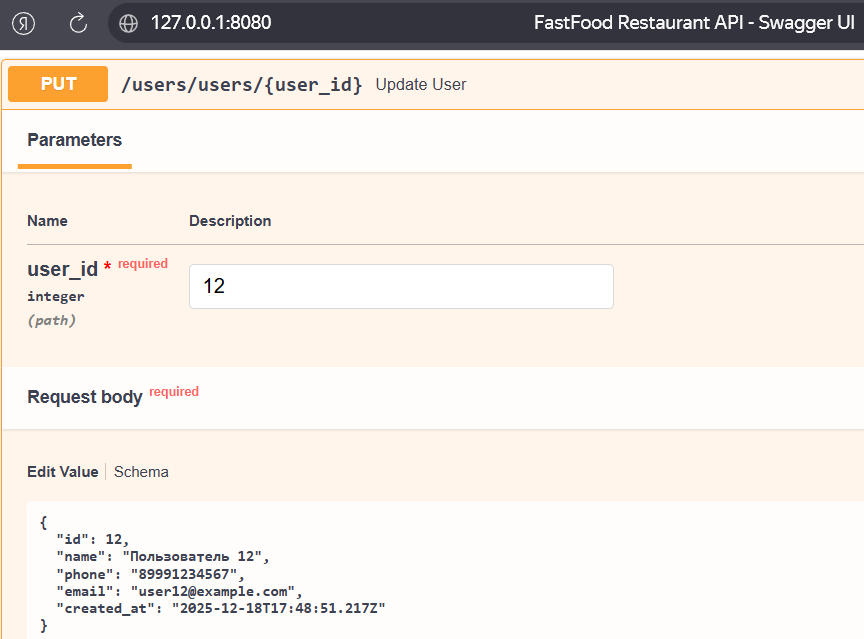 Я 127.0.0.1:8080 FastFood Restaurant API - Swagger UI
PUT /users/users/{user_id} Update User
Parameters
Name Description
user_id * required 12
integer
(path)
Request body required
Edit Value Schema
{
  "id": 12,
  "name": "Пользователь 12",
  "phone": "89991234567",
  "email": "user12@example.com",
  "created_at": "2025-12-18T17:48:51.217Z"
}